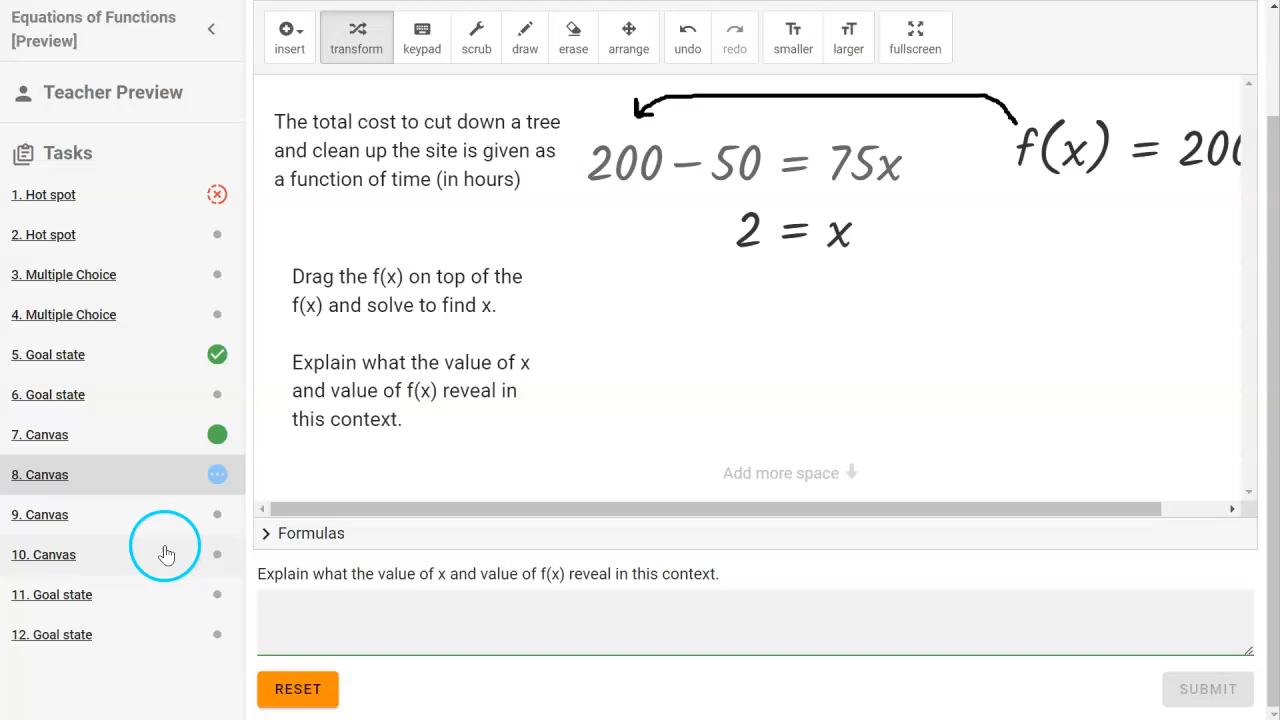 Equations of Functions
[Preview]
Teacher Preview
Tasks
1. Hot spot
2. Hot spot
3. Multiple Choice
4. Multiple Choice
5. Goal state
6. Goal state
7. Canvas
8. Canvas
9. Canvas
10. Canvas
11. Goal state
12. Goal state
insert
transform
keypad
scrub
draw
erase
arrange
undo
redo
smaller
larger
fullscreen
The total cost to cut down a tree
and clean up the site is given as
a function of time (in hours)
200 − 50 = 75x
2 = x
f(x) = 200
Drag the f(x) on top of the
f(x) and solve to find x.
Explain what the value of x
and value of f(x) reveal in
this context.
Add more space
Formulas
Explain what the value of x and value of f(x) reveal in this context.
RESET
SUBMIT